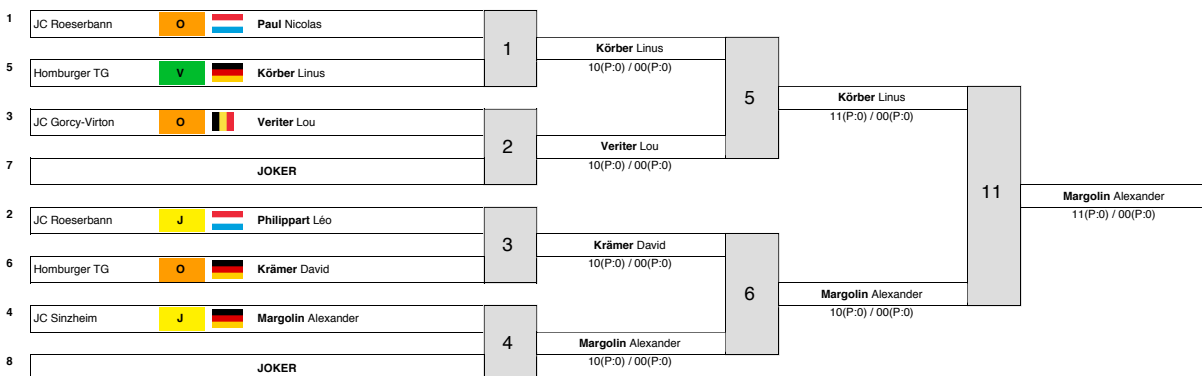 1 JC Roeserbann O Paul Nicolas
1 Körber Linus
10(P:0) / 00(P:0)
5 Homburger TG V Körber Linus
5 Körber Linus
11(P:0) / 00(P:0)
3 JC Gorcy-Virton O Veriter Lou
2 Veriter Lou
10(P:0) / 00(P:0)
7 JOKER
11 Margolin Alexander
11(P:0) / 00(P:0)
2 JC Roeserbann J Philippart Léo
3 Krämer David
10(P:0) / 00(P:0)
6 Homburger TG O Krämer David
6 Margolin Alexander
10(P:0) / 00(P:0)
4 JC Sinzheim J Margolin Alexander
4 Margolin Alexander
10(P:0) / 00(P:0)
8 JOKER